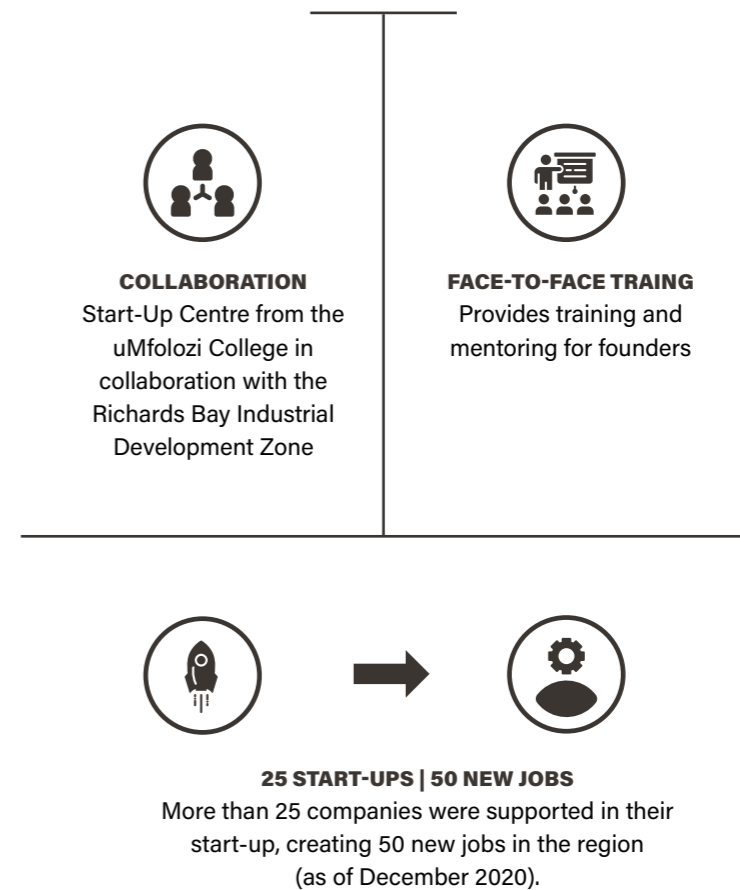 COLLABORATION
Start-Up Centre from the
uMfolozi College in
collaboration with the
Richards Bay Industrial
Development Zone
FACE-TO-FACE TRAING
Provides training and
mentoring for founders
25 START-UPS | 50 NEW JOBS
More than 25 companies were supported in their
start-up, creating 50 new jobs in the region
(as of December 2020).